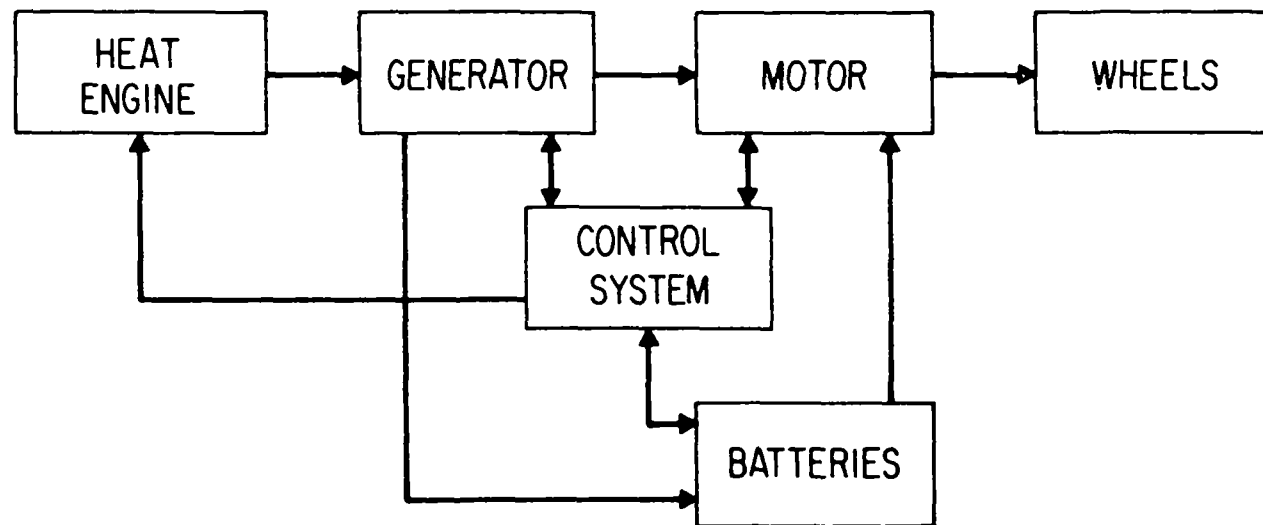 HEAT
ENGINE
GENERATOR
MOTOR
WHEELS
CONTROL
SYSTEM
BATTERIES